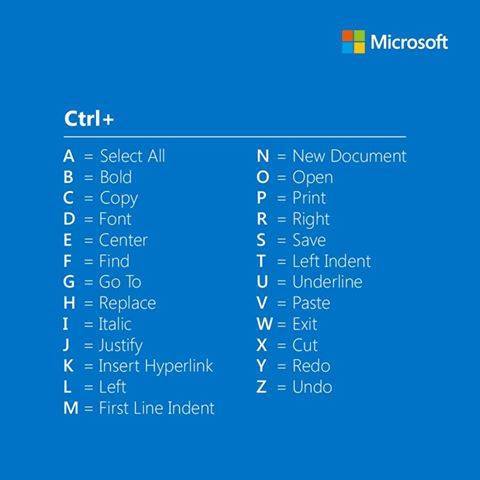 Microsoft
Ctrl+
A = Select All
B = Bold
C = Copy
D = Font
E = Center
F = Find
G = Go To
H = Replace
I = Italic
J = Justify
K = Insert Hyperlink
L = Left
M = First Line Indent
N = New Document
O = Open
P = Print
R = Right
S = Save
T = Left Indent
U = Underline
V = Paste
W = Exit
X = Cut
Y = Redo
Z = Undo